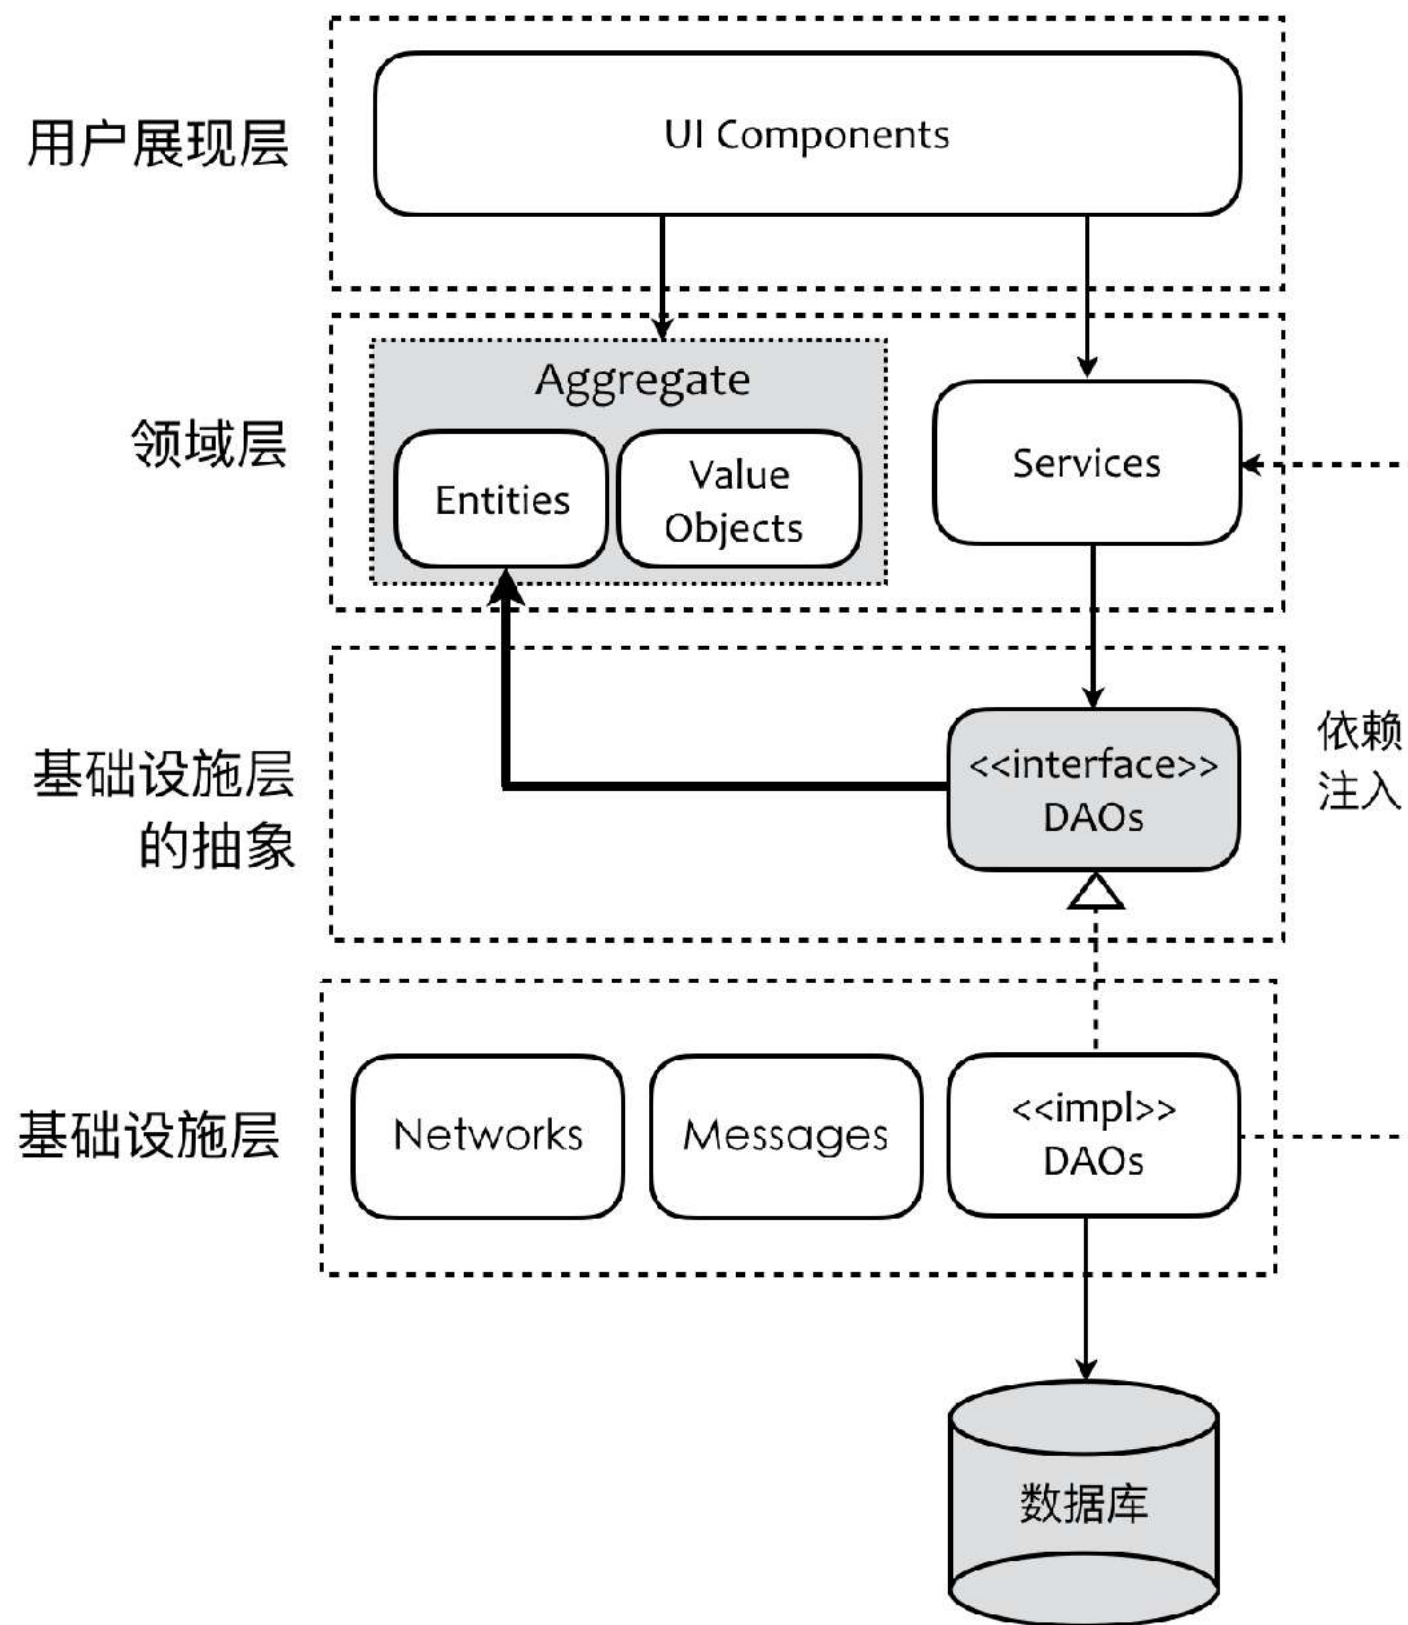 用户展现层
UI Components
领域层
Aggregate
Entities
Value
Objects
Services
基础设施层
的抽象
<<interface>>
DAOs
依赖
注入
基础设施层
Networks
Messages
<<impl>>
DAOs
数据库